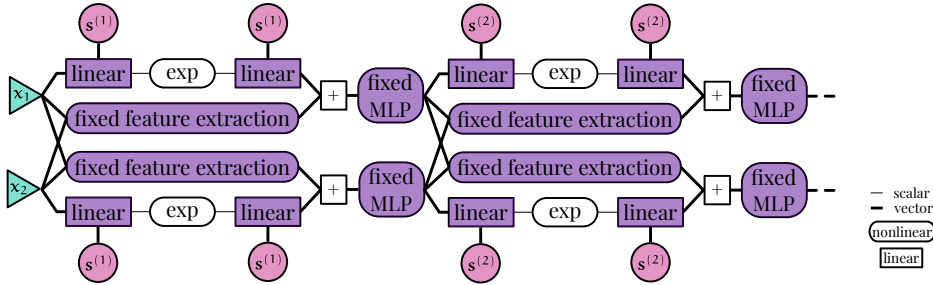 s(1) s(1) s(2) s(2)
linear exp linear linear exp linear
x1 fixed feature extraction + fixed MLP fixed feature extraction + fixed MLP
x2 fixed feature extraction + fixed MLP fixed feature extraction + fixed MLP
linear exp linear linear exp linear
s(1) s(1) s(2) s(2)
scalar
vector
nonlinear
linear